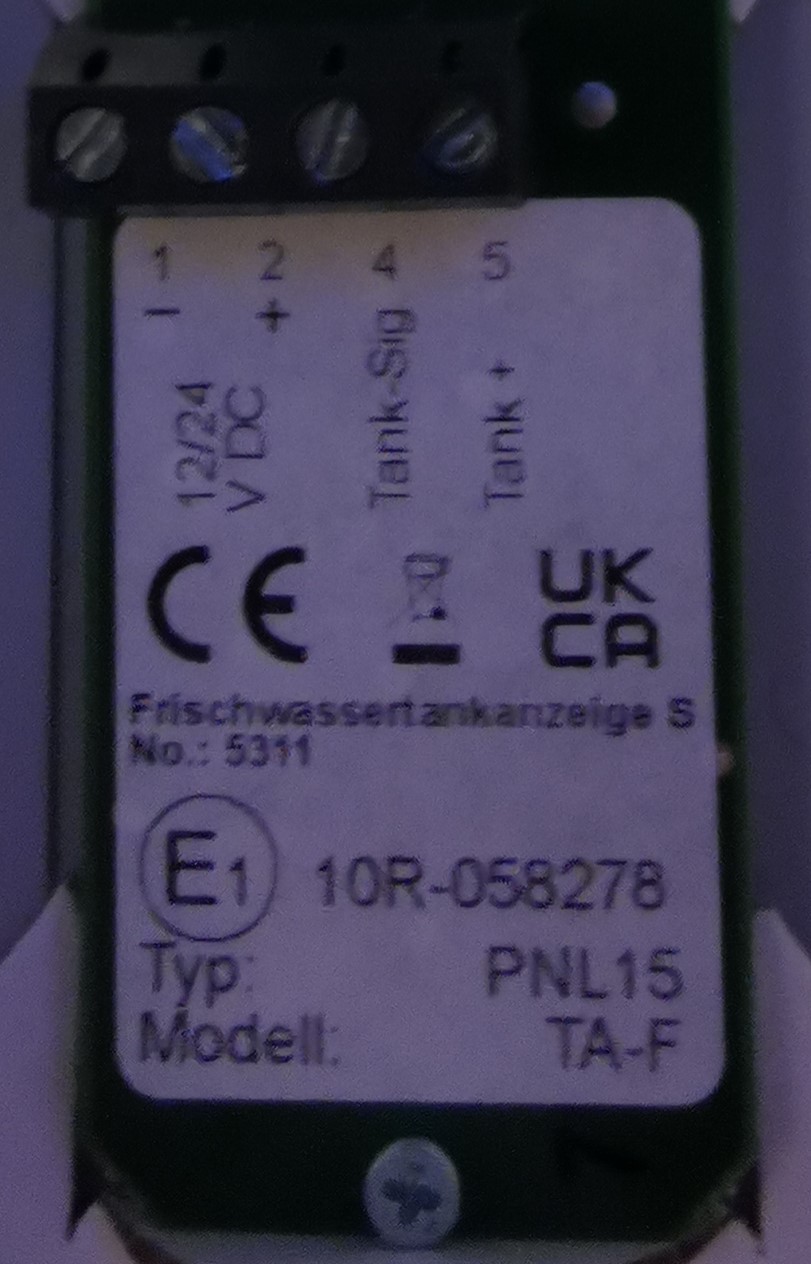 1 2 4 5
- +
12/24
V DC
Tank-Sig
Tank +
CE
UK
CA
Frischwassertankanzeige S
No.: 5311
E1 10R-058278
Typ: PNL15
Modell: TA-F